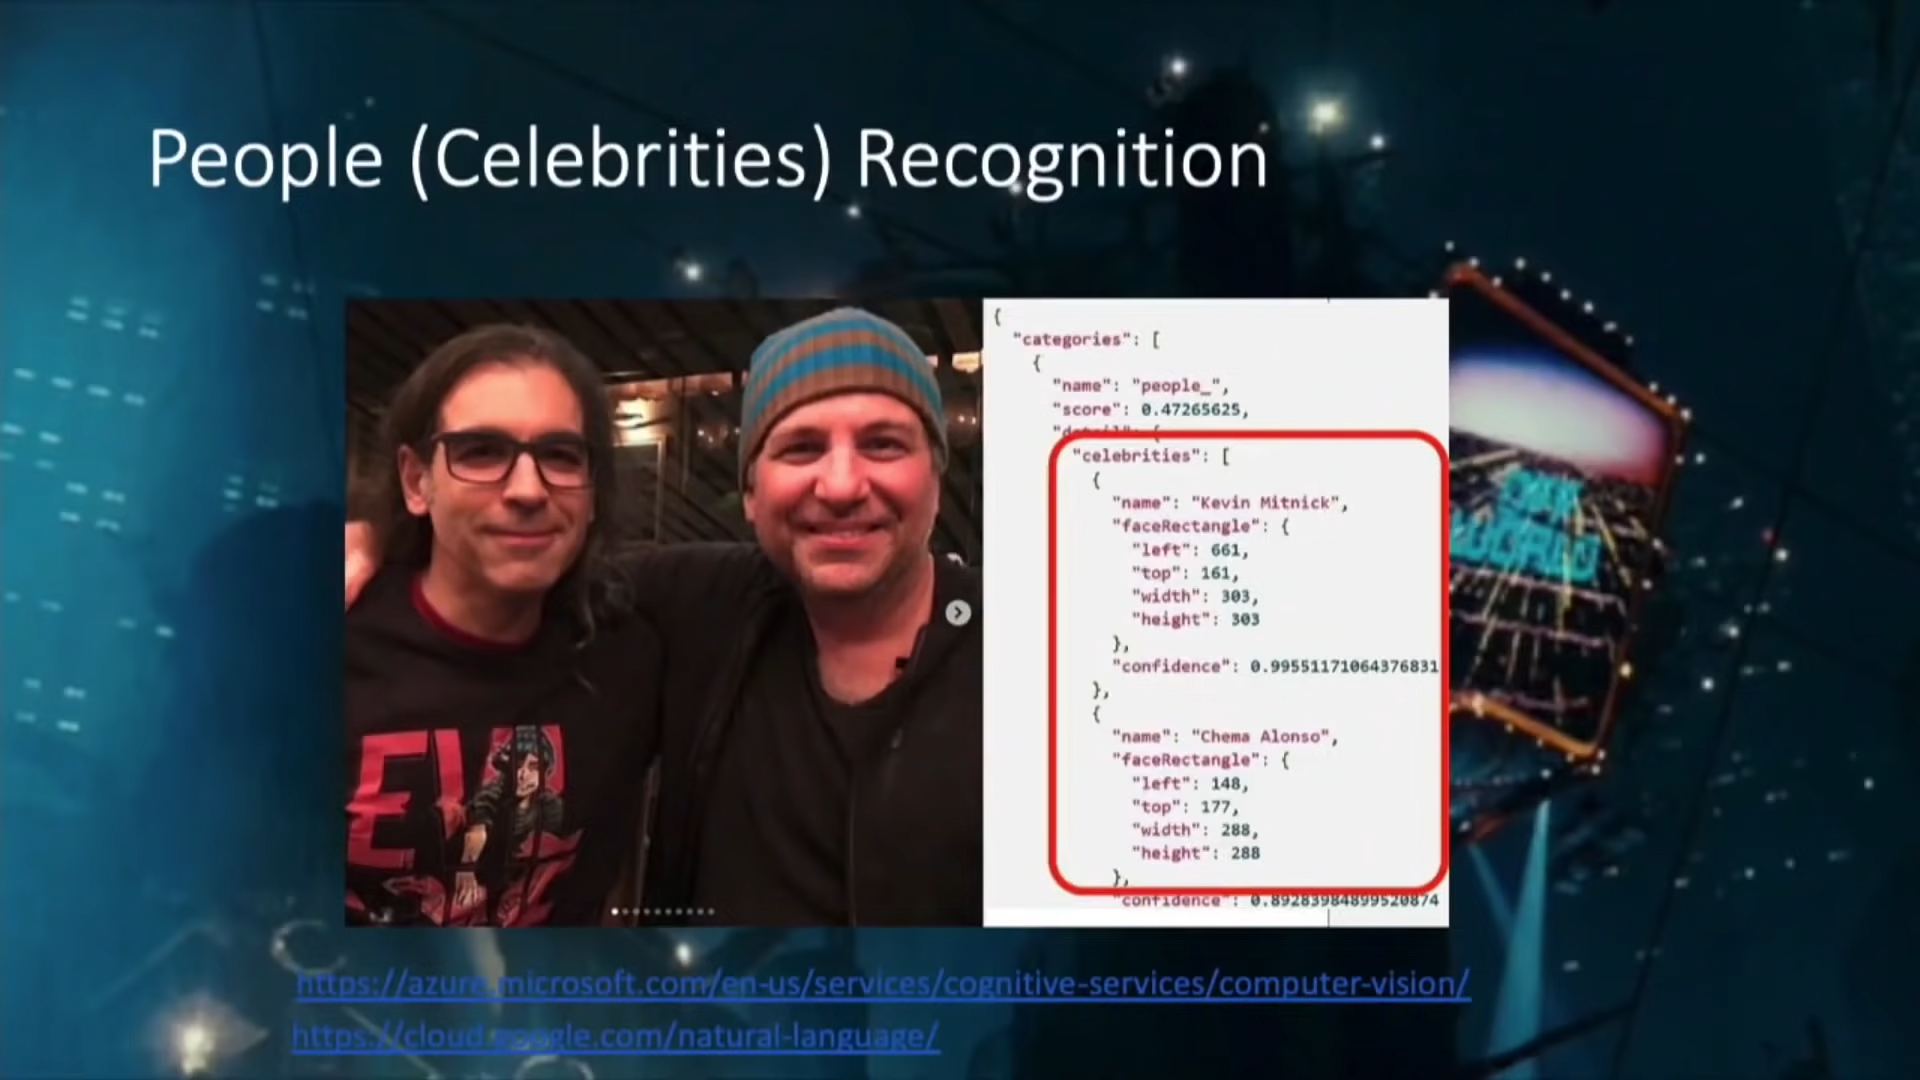 People (Celebrities) Recognition
{
"categories": [
{
"name": "people_",
"score": 0.47265625,
"detail": {
"celebrities": [
{
"name": "Kevin Mitnick",
"faceRectangle": {
"left": 661,
"top": 161,
"width": 303,
"height": 303
},
"confidence": 0.99551171064376831
},
{
"name": "Chema Alonso",
"faceRectangle": {
"left": 148,
"top": 177,
"width": 288,
"height": 288
},
"confidence": 0.89283984899520874
WORLD
https://azure.microsoft.com/en-us/services/cognitive-services/computer-vision/
https://cloud.google.com/natural-language/